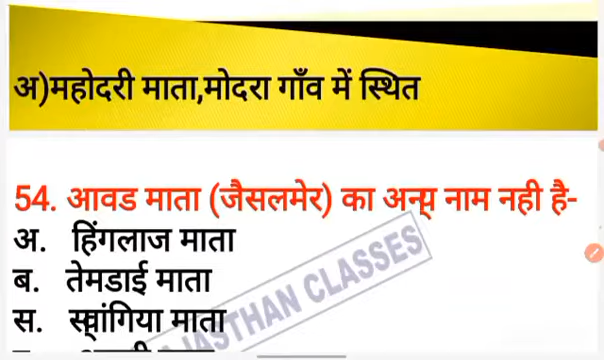 अ)महोदरी माता,मोदरा गाँव में स्थित
54. आवड माता (जैसलमेर) का अन्य नाम नही है-
अ. हिंगलाज माता
ब. तेमडाई माता
स. स्वांगिया माता
RAJASTHAN CLASSES